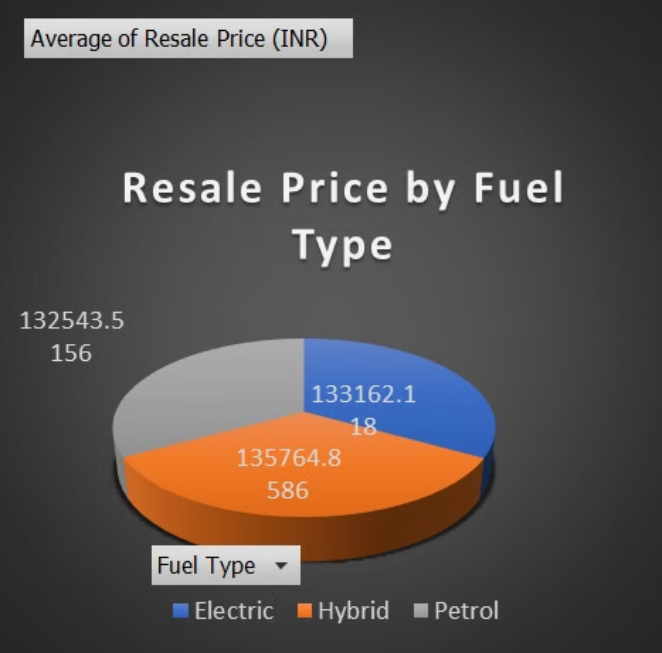 Average of Resale Price (INR)
Resale Price by Fuel
Type
132543.5
156
133162.1
18
135764.8
586
Fuel Type
Electric Hybrid Petrol